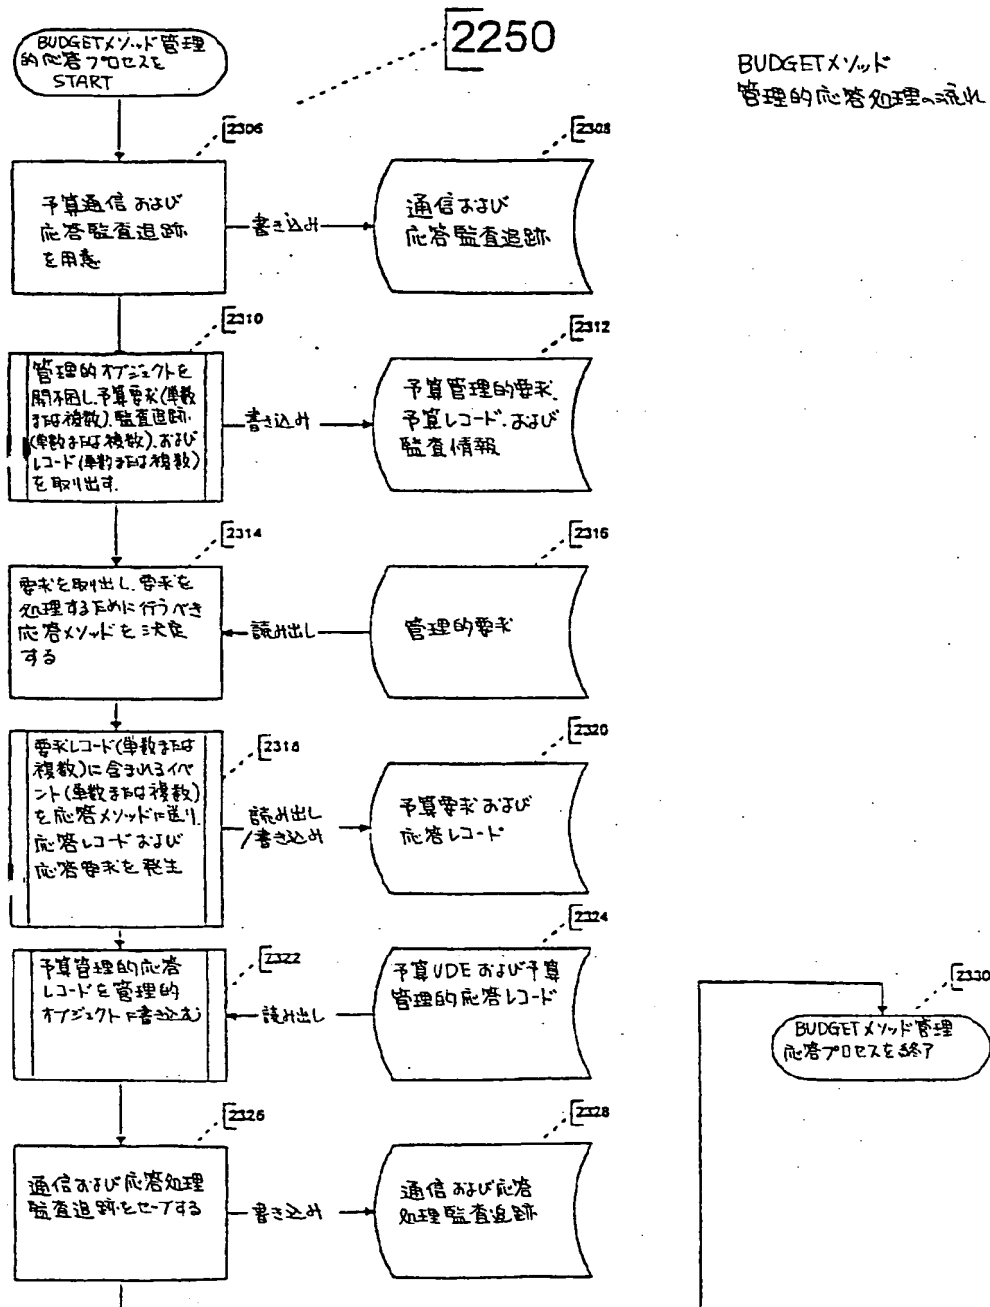 2250
BUDGETメソッド管理
的応答プロセスを
START
BUDGETメソッド
管理的応答処理の流れ
2306
予算通信および
応答監査追跡
を用意
書き込み
2308
通信および
応答監査追跡
2310
管理的オブジェクトを
開梱し、予算要求(単数
または複数)、監査追跡
(単数または複数)、および
レコード(単数または複数)
を取り出す.
書き込み
2312
予算管理的要求、
予算レコード、および
監査情報
2314
要求を取出し、要求を
処理するために行うべき
応答メソッドを決定
する
読み出し
2316
管理的要求
2318
要求レコード(単数または
複数)に含まれるイベ
ント(単数または複数)
を応答メソッドに送り、
応答レコードおよび
応答要求を発生
読み出し
/書き込み
2320
予算要求および
応答レコード
2322
予算管理的応答
レコードを管理的
オブジェクトに書き込む
読み出し
2324
予算UDEおよび予算
管理的応答レコード
2326
通信および応答処理
監査追跡をセーブする
書き込み
2328
通信および応答
処理監査追跡
2330
BUDGETメソッド管理
応答プロセスを終了